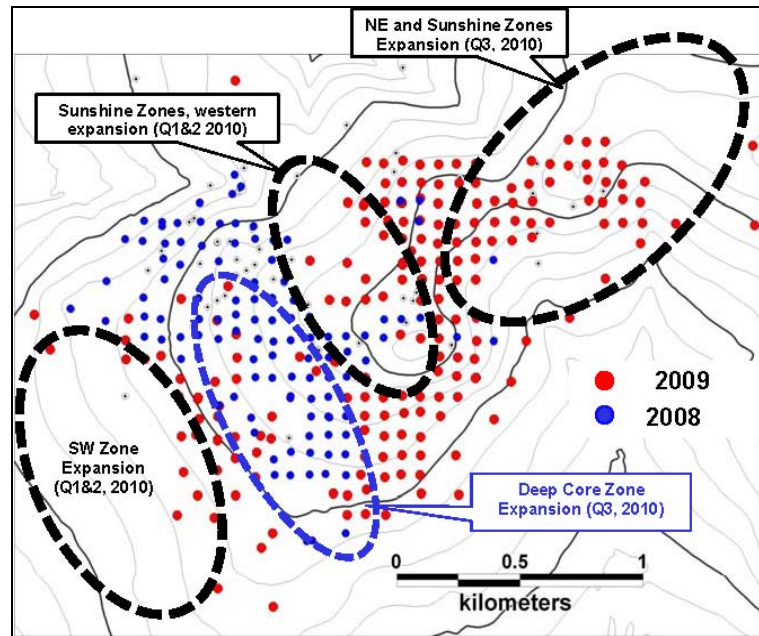 NE and Sunshine Zones
Expansion (Q3, 2010)
Sunshine Zones, western
expansion (Q1&2 2010)
2009
2008
SW Zone
Expansion
(Q1&2, 2010)
Deep Core Zone
Expansion (Q3, 2010)
0 0.5 1
kilometers